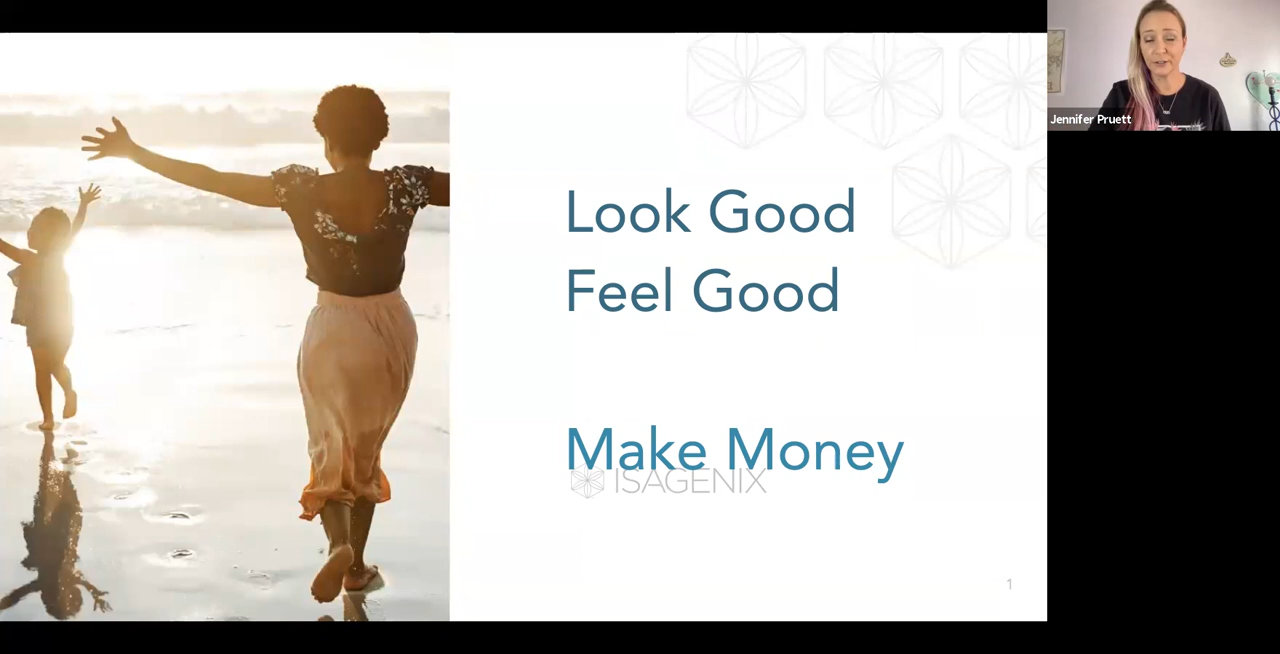 Look Good
Feel Good
Make Money
ISAGENIX
1
Jennifer Pruett